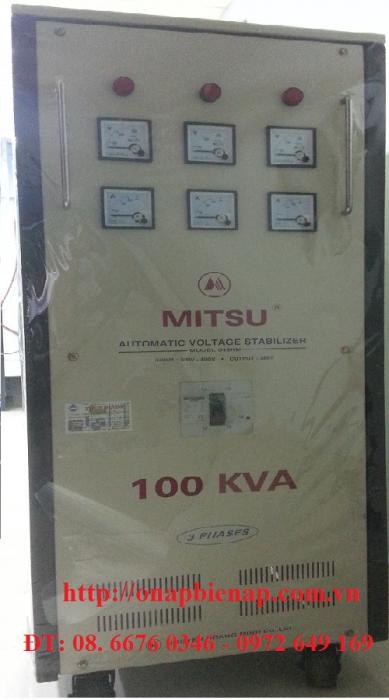 MITSU
AUTOMATIC VOLTAGE STABILIZER
100 KVA
3 PHASES
http://onapbienap.com.vn
ĐT: 08. 6676 0346 - 0972 649 169